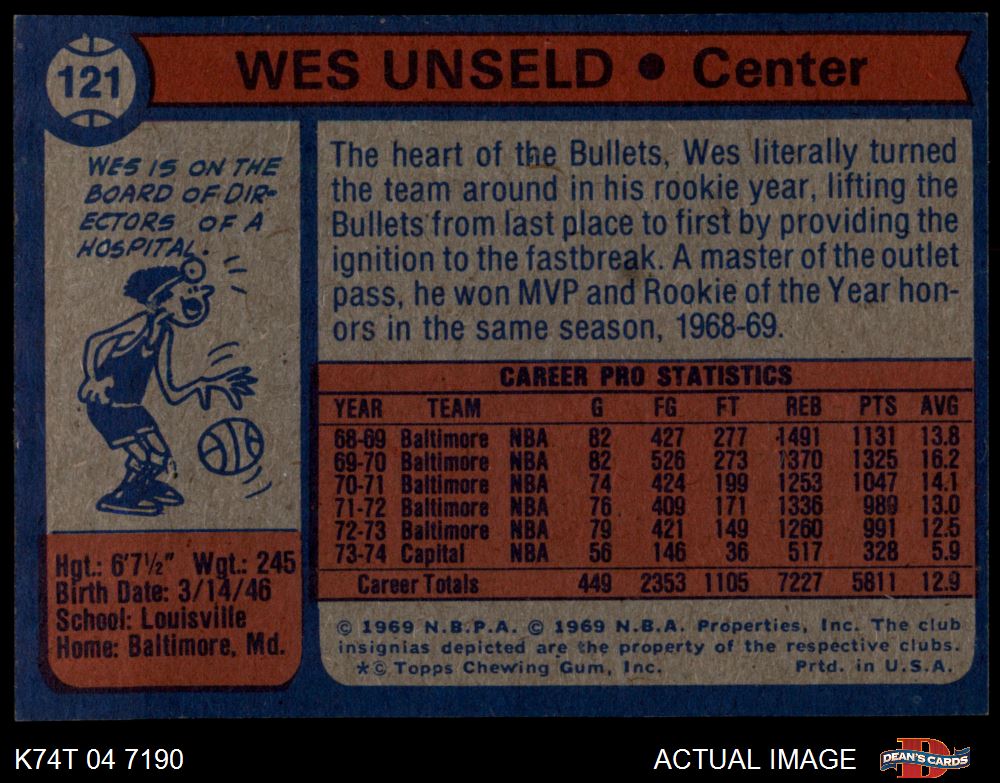 121
WES UNSELD • Center
WES IS ON THE
BOARD OF DIR-
ECTORS OF A
HOSPITAL.
The heart of the Bullets, Wes literally turned
the team around in his rookie year, lifting the
Bullets from last place to first by providing the
ignition to the fastbreak. A master of the outlet
pass, he won MVP and Rookie of the Year hon-
ors in the same season, 1968-69.
CAREER PRO STATISTICS
YEAR TEAM G FG FT REB PTS AVG
68-69 Baltimore NBA 82 427 277 1491 1131 13.8
69-70 Baltimore NBA 82 526 273 1370 1325 16.2
70-71 Baltimore NBA 74 424 199 1253 1047 14.1
71-72 Baltimore NBA 76 409 171 1336 989 13.0
72-73 Baltimore NBA 79 421 149 1260 991 12.5
73-74 Capital NBA 56 146 36 517 328 5.9
Career Totals 449 2353 1105 7227 5811 12.9
Hgt.: 6'7½" Wgt.: 245
Birth Date: 3/14/46
School: Louisville
Home: Baltimore, Md.
© 1969 N.B.P.A. © 1969 N.B.A. Properties, Inc. The club
insignias depicted are the property of the respective clubs.
*© Topps Chewing Gum, Inc. Prtd. in U.S.A.
K74T 04 7190
ACTUAL IMAGE
D
DEAN'S CARDS